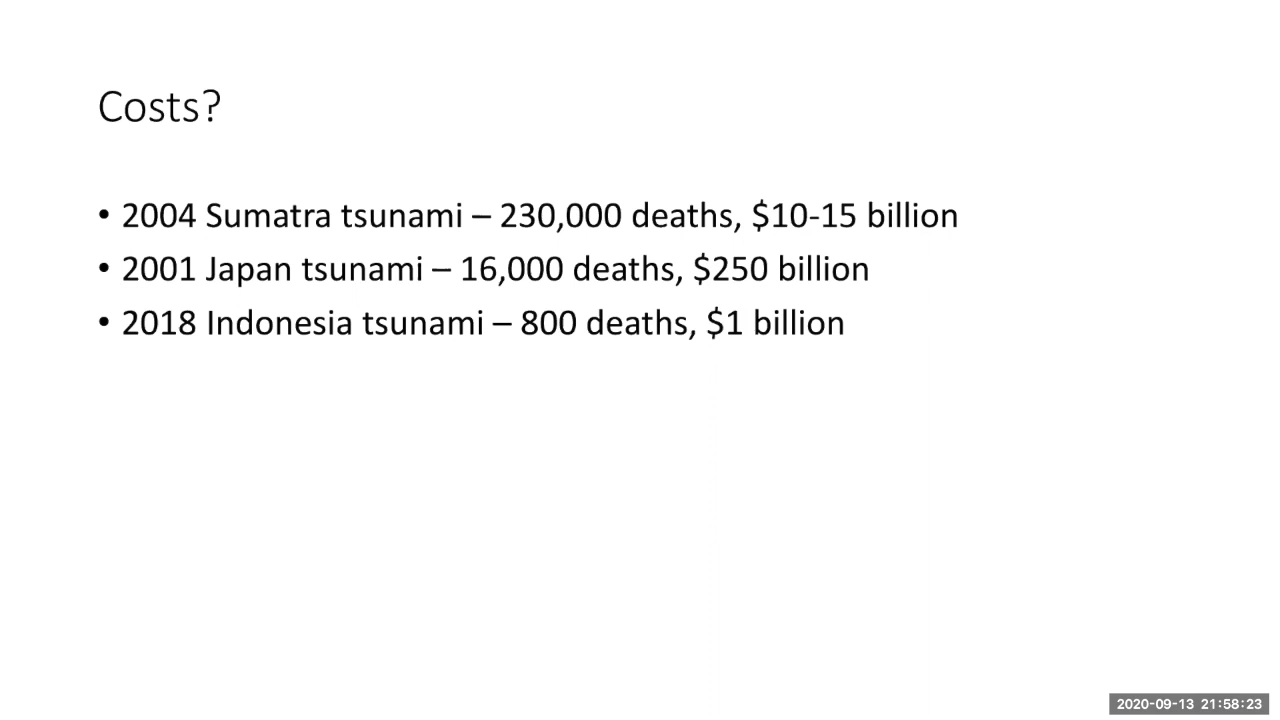 Costs?
• 2004 Sumatra tsunami – 230,000 deaths, $10-15 billion
• 2001 Japan tsunami – 16,000 deaths, $250 billion
• 2018 Indonesia tsunami – 800 deaths, $1 billion
2020-09-13 21:58:23